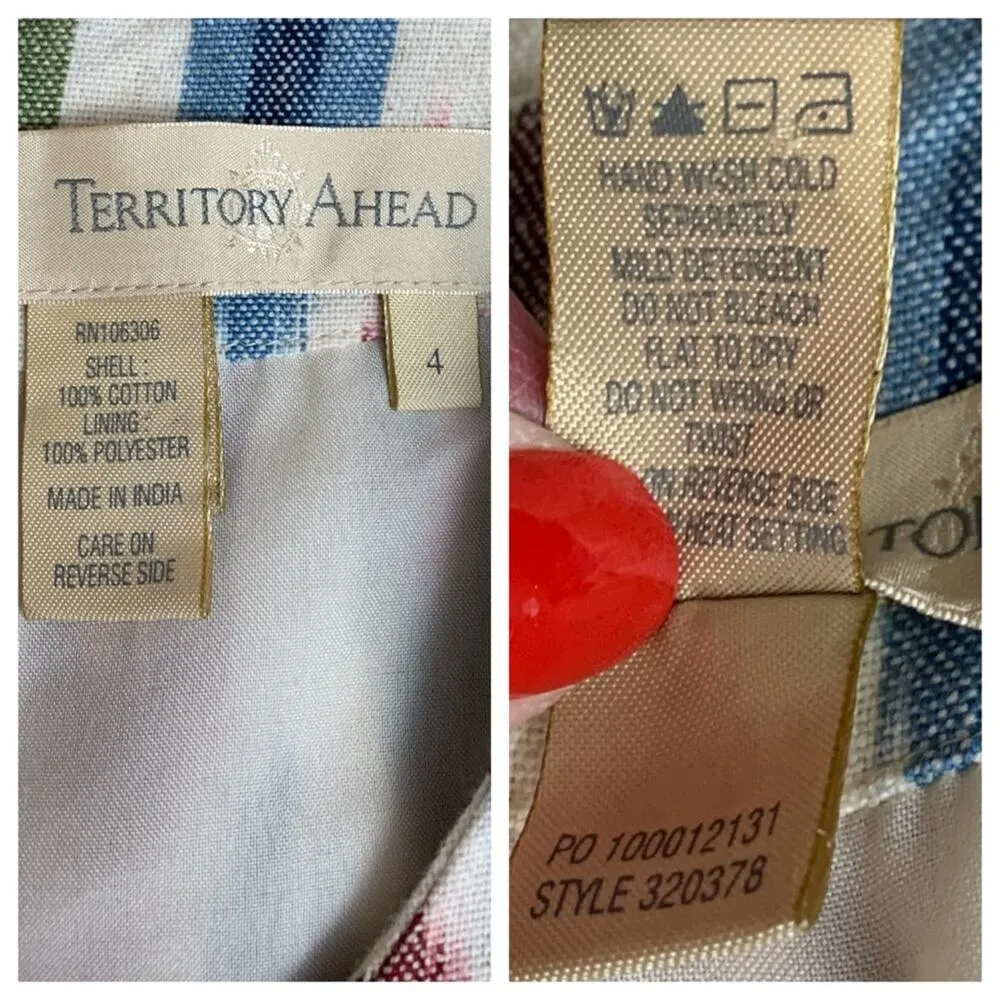 TERRITORY AHEAD
RN106306
SHELL :
100% COTTON
LINING :
100% POLYESTER
MADE IN INDIA
CARE ON
REVERSE SIDE
4
HAND WASH COLD
SEPARATELY
MILD DETERGENT
DO NOT BLEACH
FLAT TO DRY
DO NOT WRING OR
TWIST
REVERSE SIDE
HEAT SETTING
PO 100012131
STYLE 320378